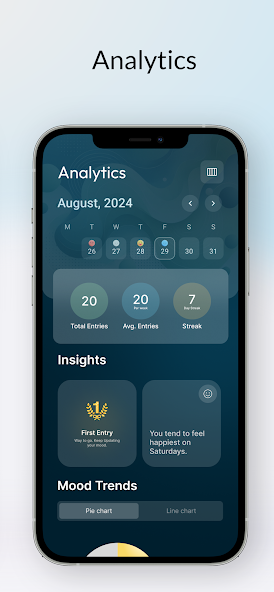 Analytics
Analytics
August, 2024
M T W T F S S
26 27 28 29 30 31
20 20 7
Per Week Day Streak
Total Entries Avg. Entries Streak
Insights
1
First Entry
Way to go. Keep Updating
your mood.
You tend to feel
happiest on
Saturdays.
Mood Trends
Pie chart Line chart